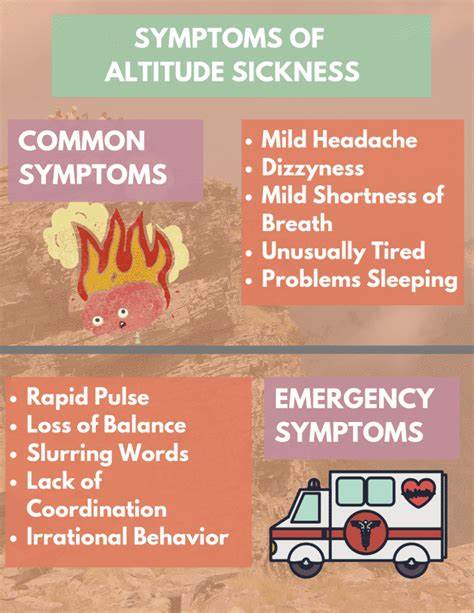 SYMPTOMS OF
ALTITUDE SICKNESS
COMMON
SYMPTOMS
• Mild Headache
• Dizzyness
• Mild Shortness of
Breath
• Unusually Tired
• Problems Sleeping
• Rapid Pulse
• Loss of Balance
• Slurring Words
• Lack of
Coordination
• Irrational Behavior
EMERGENCY
SYMPTOMS